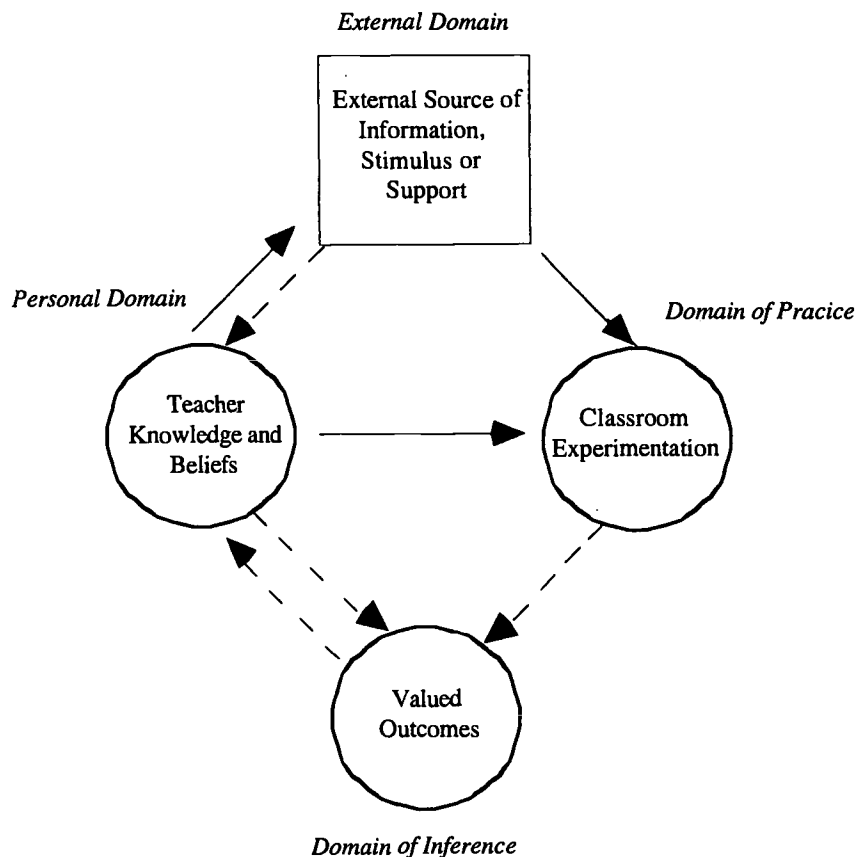 External Domain
External Source of
Information,
Stimulus or
Support
Personal Domain
Domain of Pracice
Teacher
Knowledge and
Beliefs
Classroom
Experimentation
Valued
Outcomes
Domain of Inference